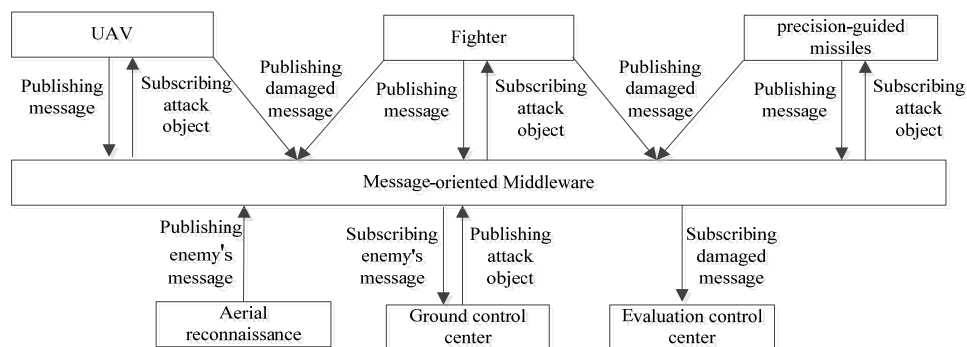 UAV
Fighter
precision-guided
missiles
Publishing
message
Subscribing
attack
object
Publishing
damaged
message
Publishing
message
Subscribing
attack
object
Publishing
damaged
message
Publishing
message
Subscribing
attack
object
Message-oriented Middleware
Publishing
enemy's
message
Subscribing
enemy's
message
Publishing
attack
object
Subscribing
damaged
message
Aerial
reconnaissance
Ground control
center
Evaluation control
center